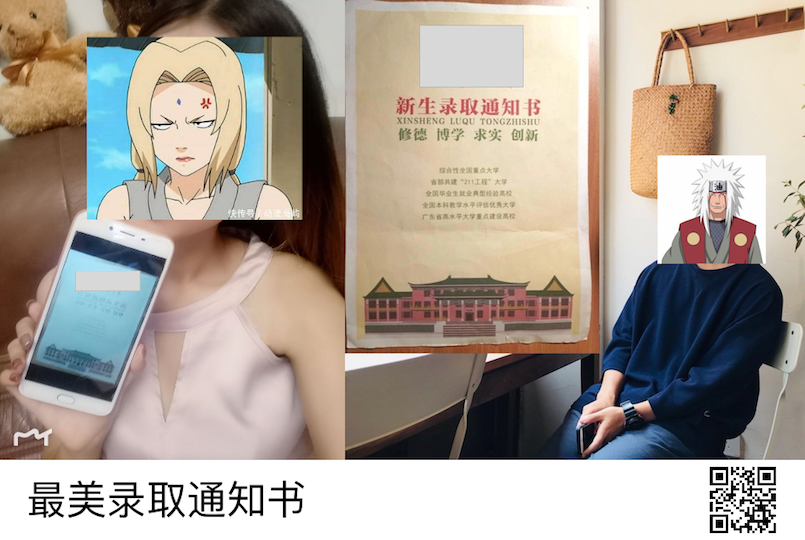 新生录取通知书
XINSHENG LUQU TONGZHISHU
修德 博学 求实 创新
综合性全国重点大学
省部共建“211工程”大学
全国毕业生就业典型经验高校
全国本科教学水平评估优秀大学
广东省高水平大学重点建设高校
油
最美录取通知书